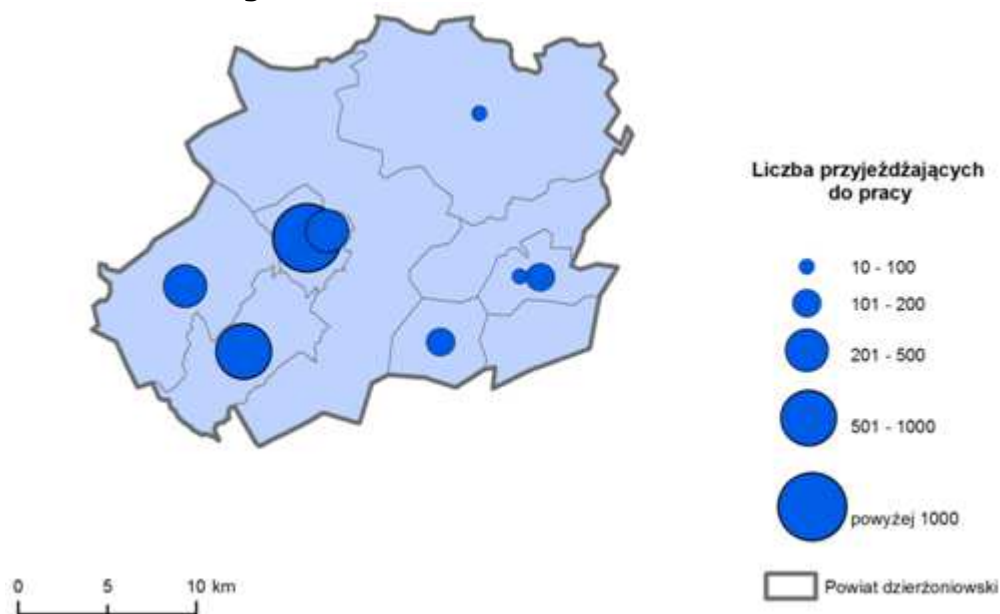 Liczba przyjeżdżających
do pracy
10 - 100
101 - 200
201 - 500
501 - 1000
powyżej 1000
0 5 10 km
Powiat dzierżoniowski